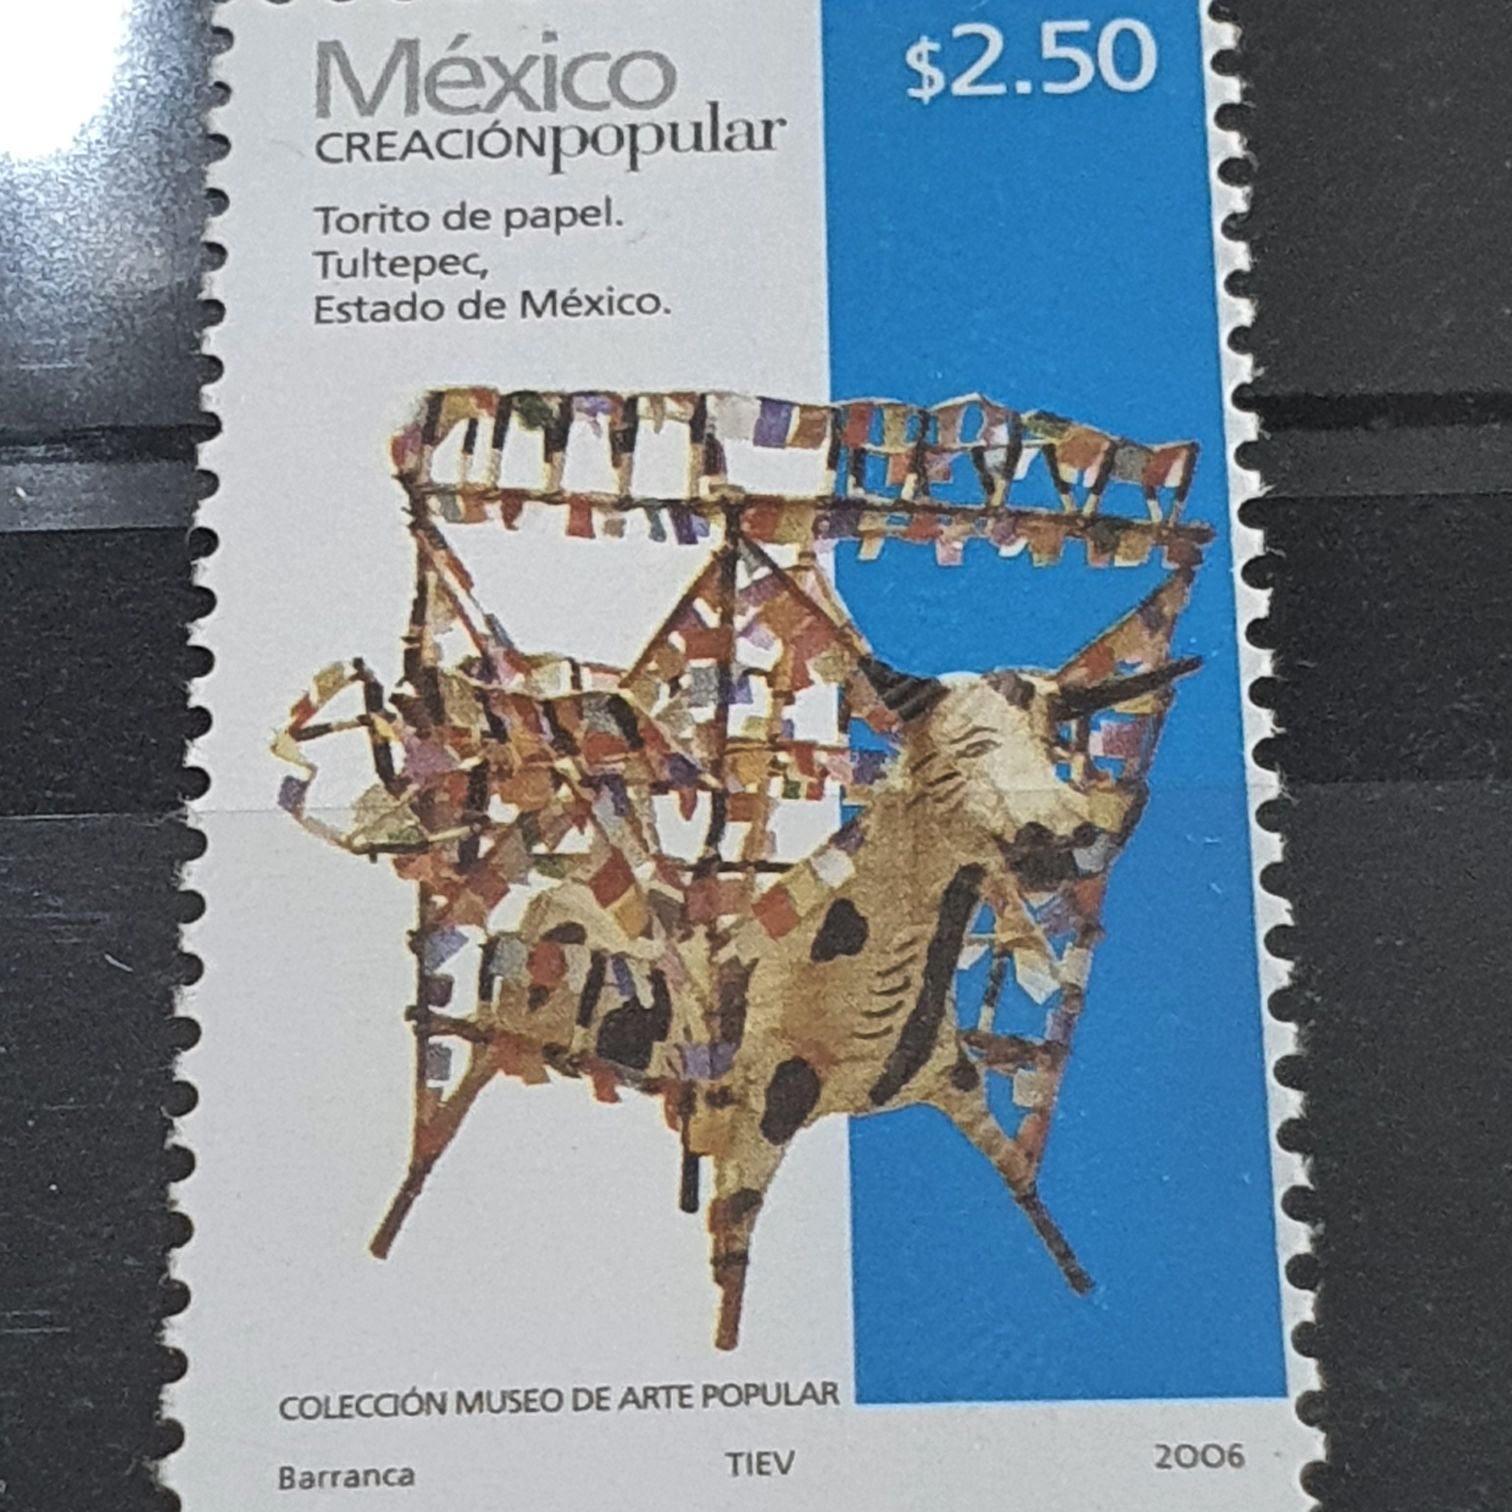 México
$2.50
CREACIÓNpopular
Torito de papel.
Tultepec,
Estado de México.
COLECCIÓN MUSEO DE ARTE POPULAR
Barranca TIEV 2006